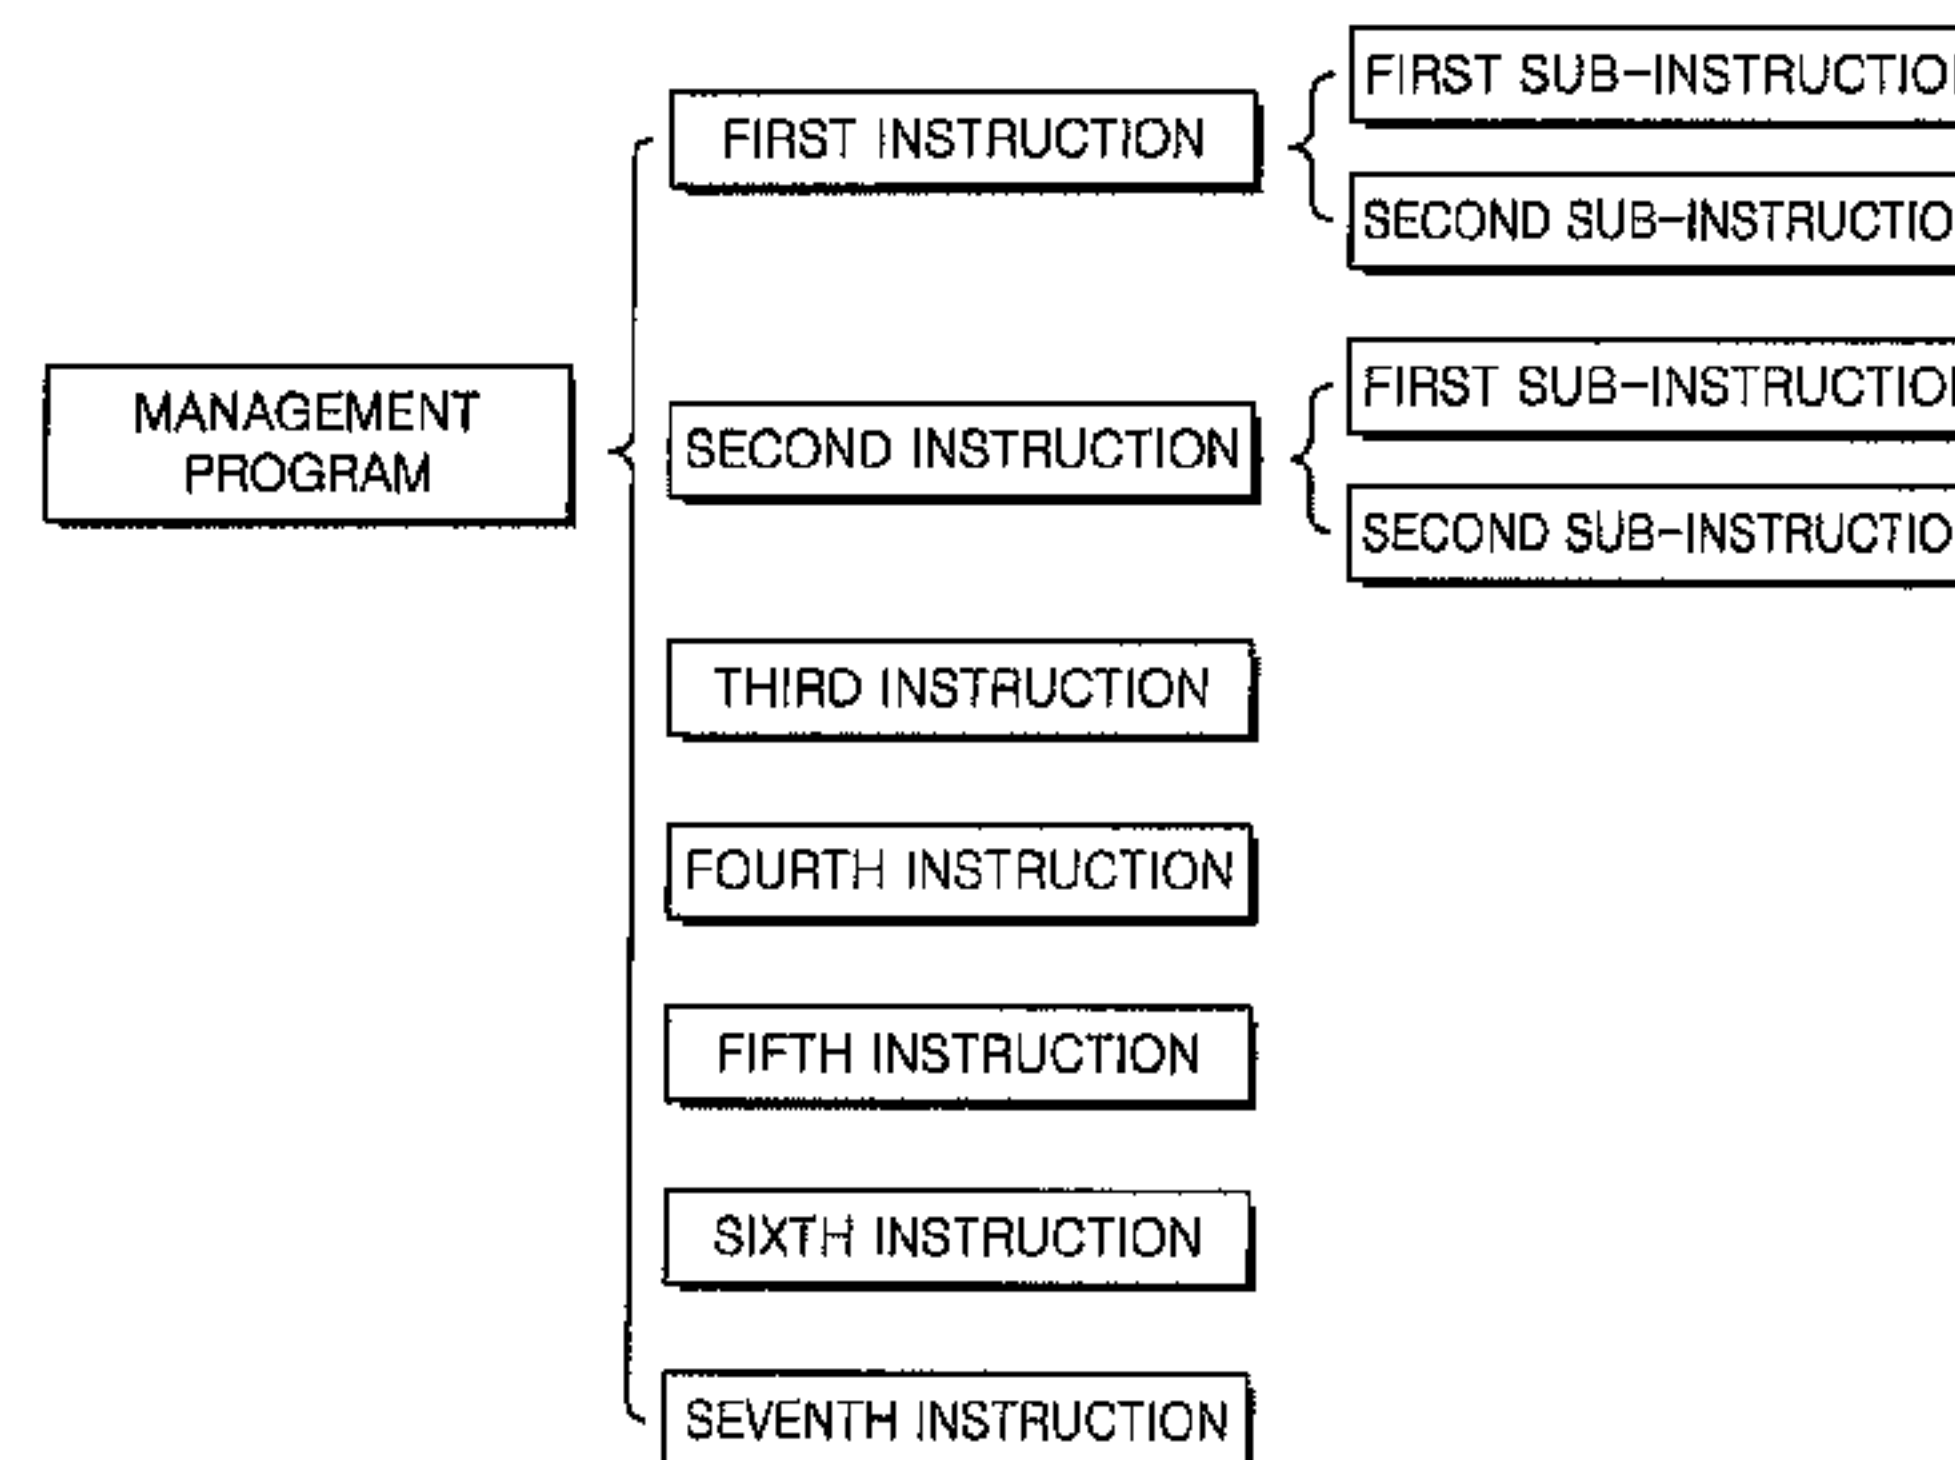 FIRST SUB-INSTRUCTIO
FIRST INSTRUCTION
SECOND SUB-INSTRUCTIO
MANAGEMENT
PROGRAM
FIRST SUB-INSTRUCTIO
SECOND INSTRUCTION
SECOND SUB-INSTRUCTIO
THIRD INSTRUCTION
FOURTH INSTRUCTION
FIFTH INSTRUCTION
SIXTH INSTRUCTION
SEVENTH INSTRUCTION